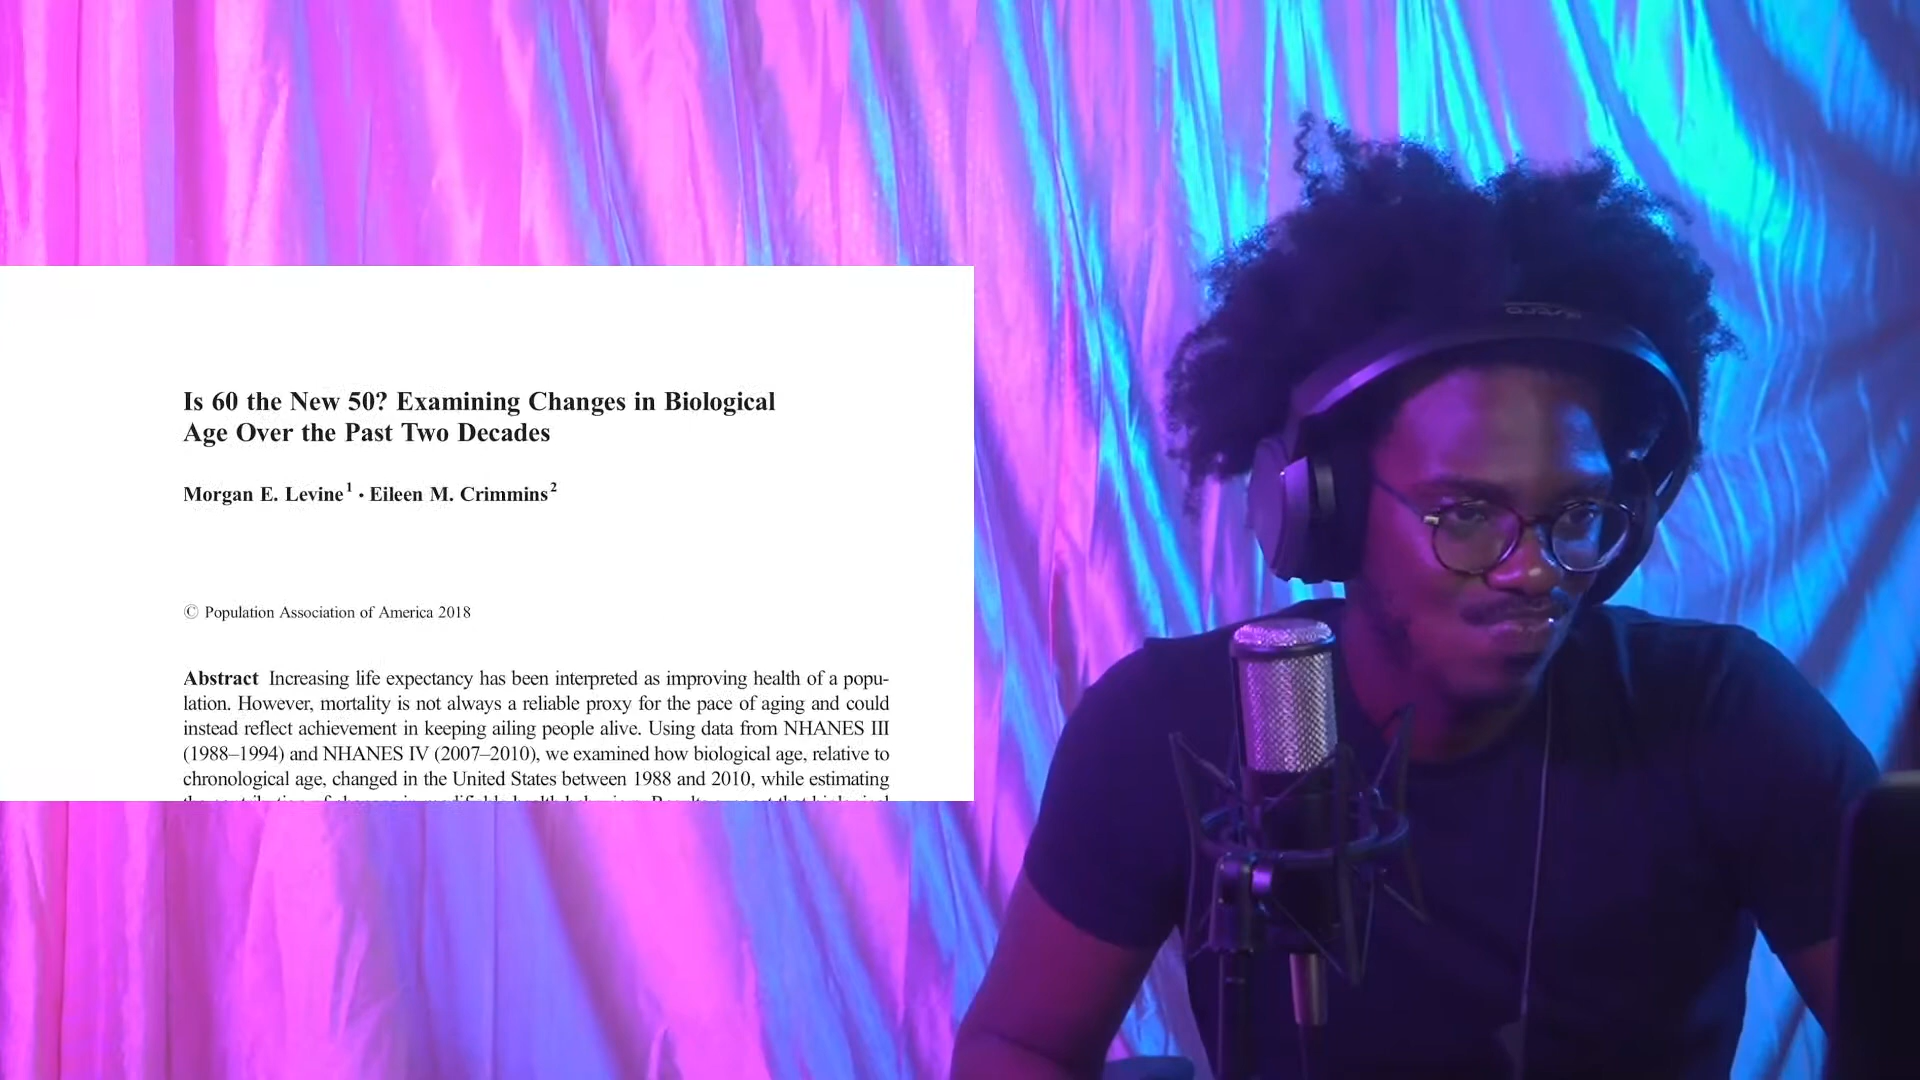 Is 60 the New 50? Examining Changes in Biological
Age Over the Past Two Decades
Morgan E. Levine1 · Eileen M. Crimmins2
© Population Association of America 2018
Abstract Increasing life expectancy has been interpreted as improving health of a popu-
lation. However, mortality is not always a reliable proxy for the pace of aging and could
instead reflect achievement in keeping ailing people alive. Using data from NHANES III
(1988–1994) and NHANES IV (2007–2010), we examined how biological age, relative to
chronological age, changed in the United States between 1988 and 2010, while estimating